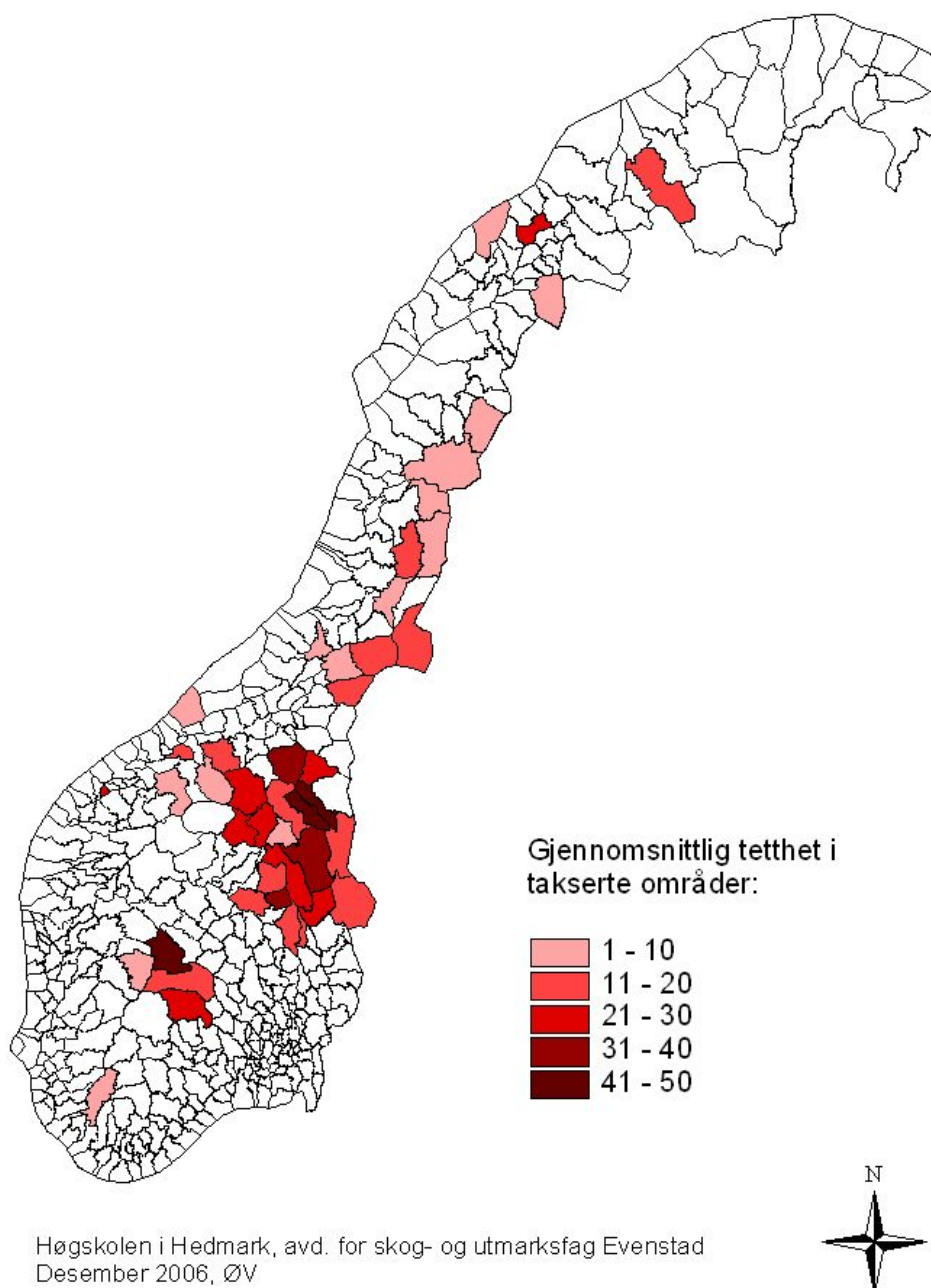 Gjennomsnittlig tetthet i
takserte områder:
1 - 10
11 - 20
21 - 30
31 - 40
41 - 50
N
Høgskolen i Hedmark, avd. for skog- og utmarksfag Evenstad
Desember 2006, ØV